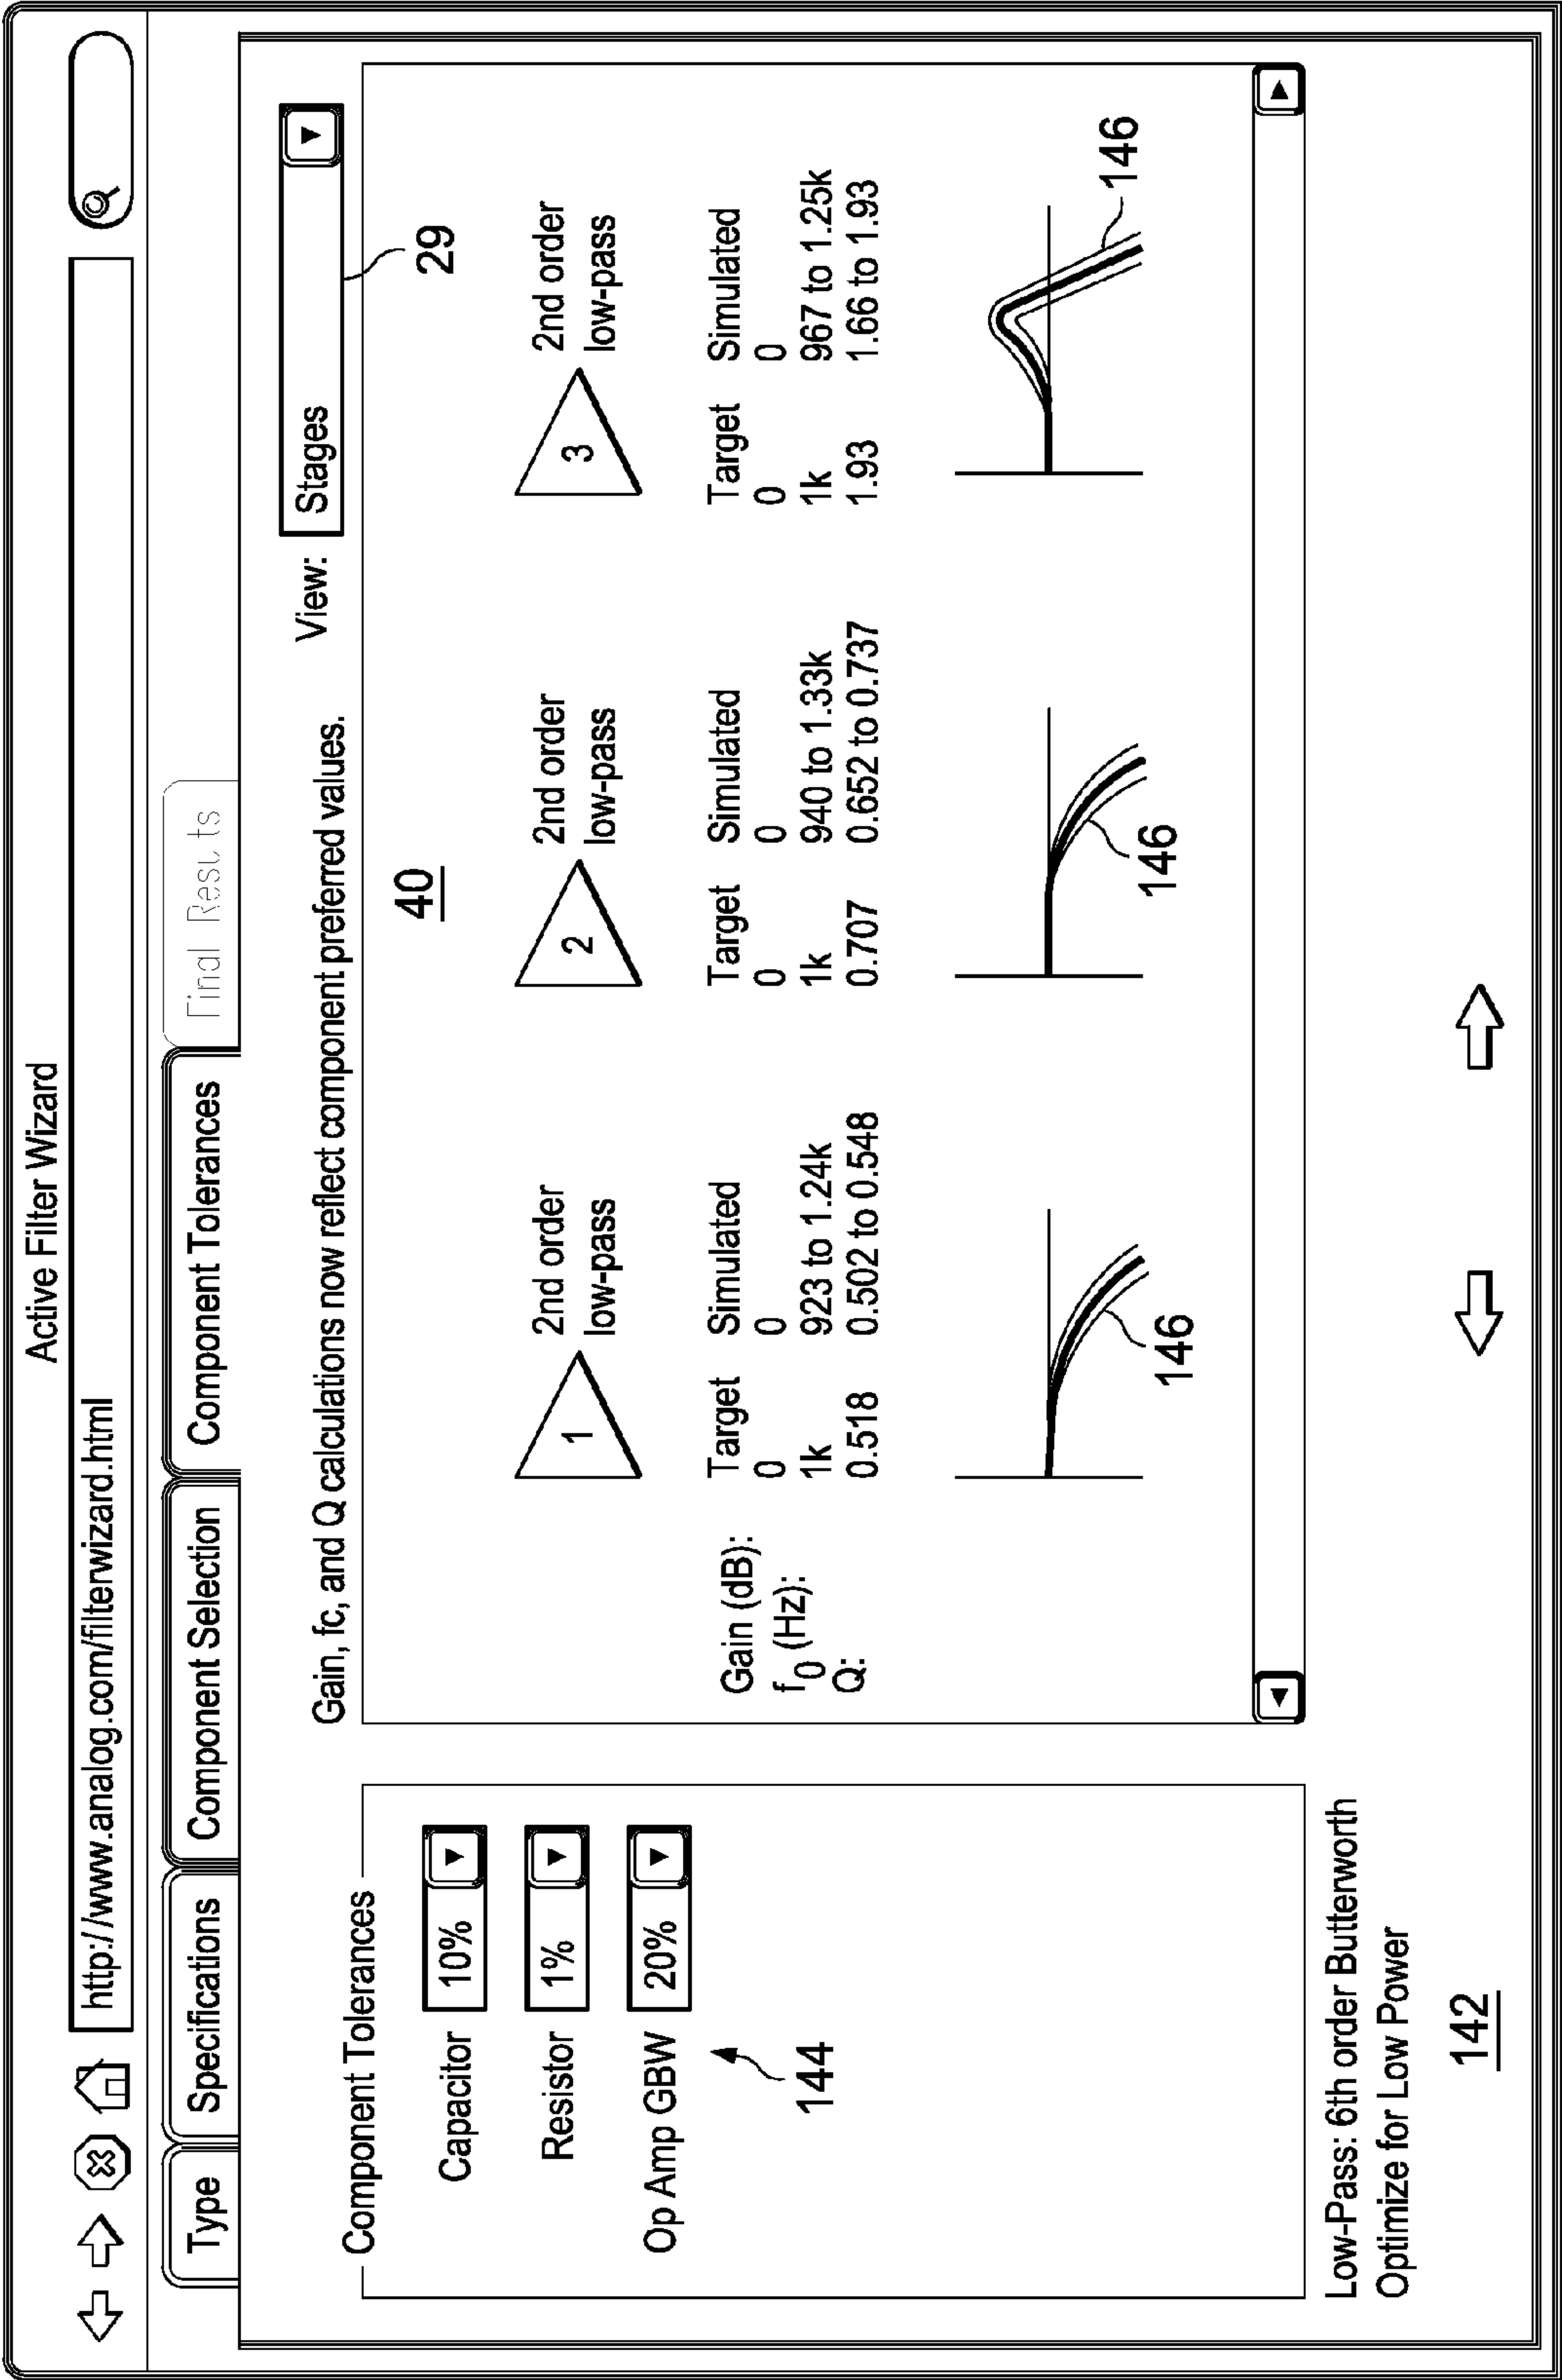 Active Filter Wizard
http://www.analog.com/filterwizard.html
Type
Specifications
Component Selection
Component Tolerances
Final Results
Component Tolerances
Capacitor 10%
Resistor 1%
Op Amp GBW 20%
144
Gain, fc, and Q calculations now reflect component preferred values.
View: Stages
29
40
1
2nd order
low-pass
2
2nd order
low-pass
3
2nd order
low-pass
Target Simulated Target Simulated Target Simulated
Gain (dB): 0 0 0 0 0 0
f0 (Hz): 1k 923 to 1.24k 1k 940 to 1.33k 1k 967 to 1.25k
Q: 0.518 0.502 to 0.548 0.707 0.652 to 0.737 1.93 1.66 to 1.93
146
146
146
Low-Pass: 6th order Butterworth
Optimize for Low Power
142